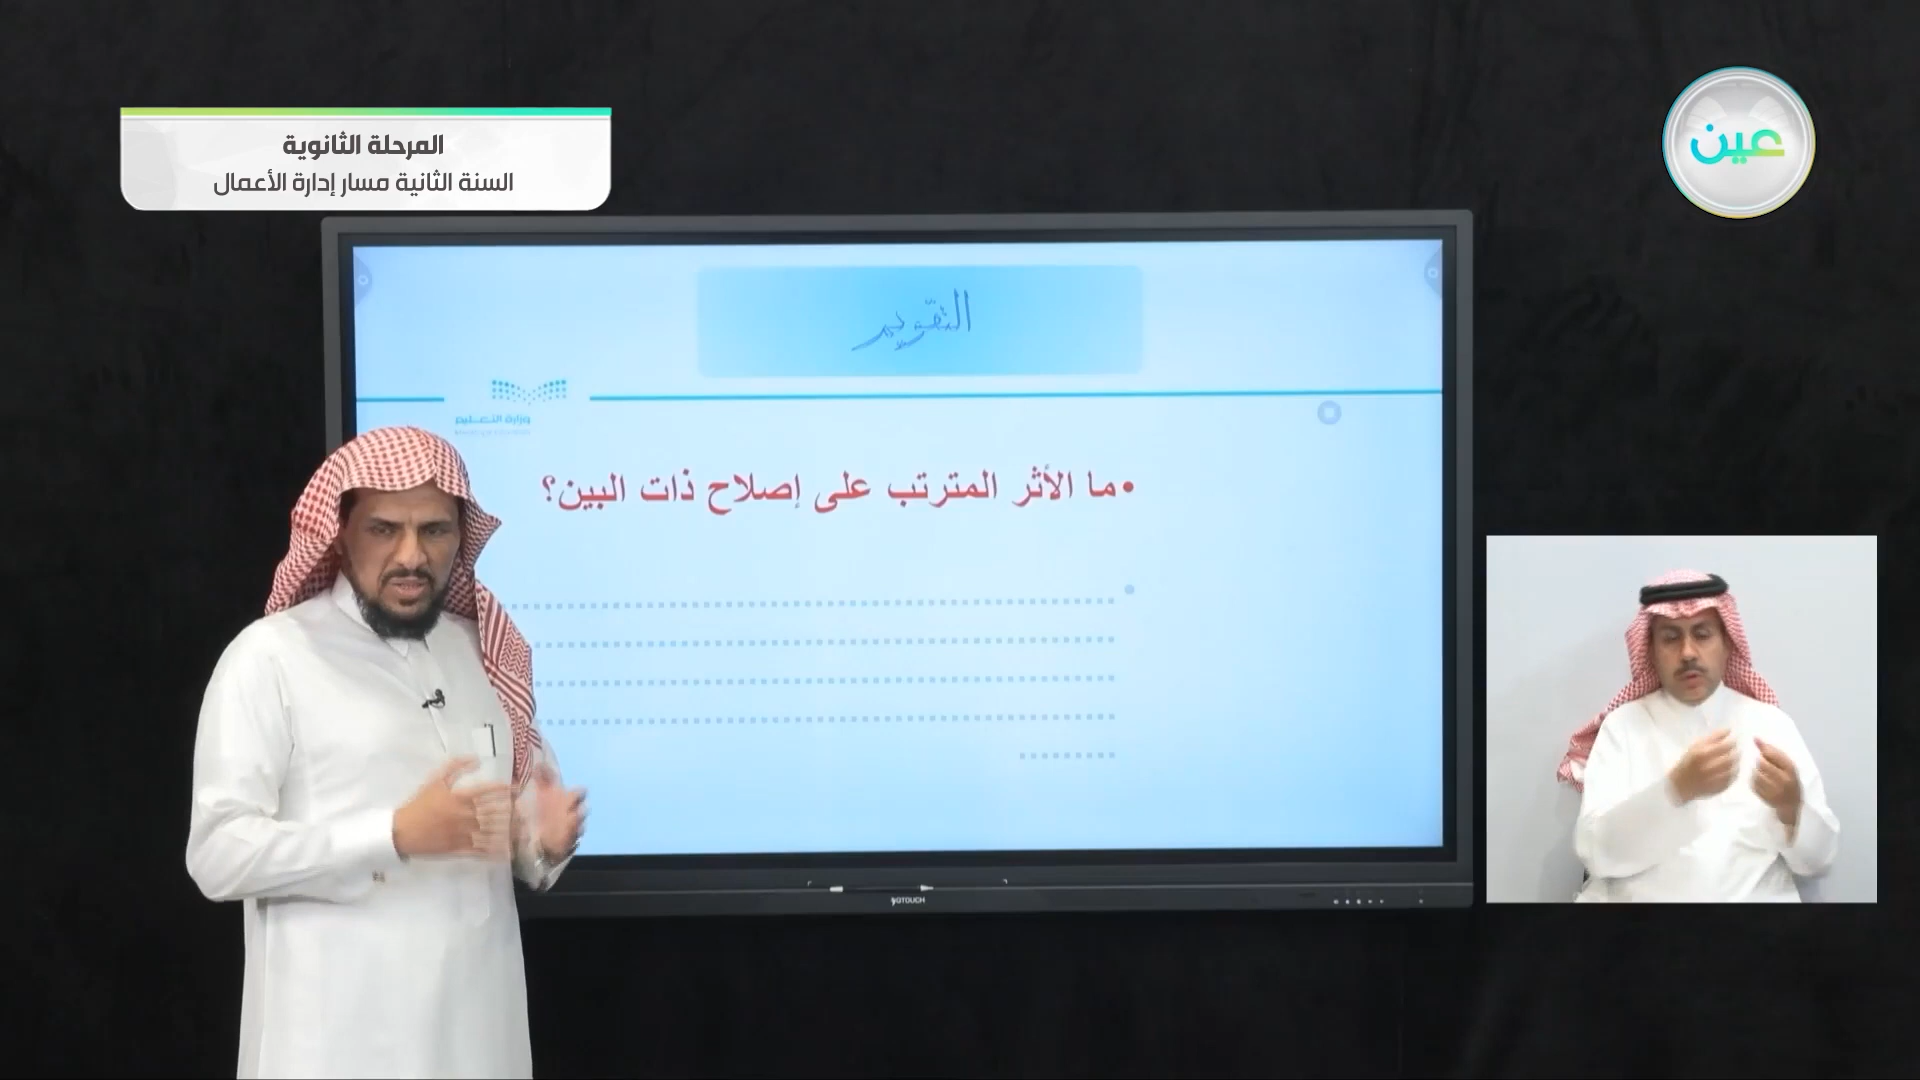 المرحلة الثانوية
السنة الثانية مسار إدارة الأعمال
عين
التقويم
وزارة التعليم
•ما الأثر المترتب على إصلاح ذات البين؟